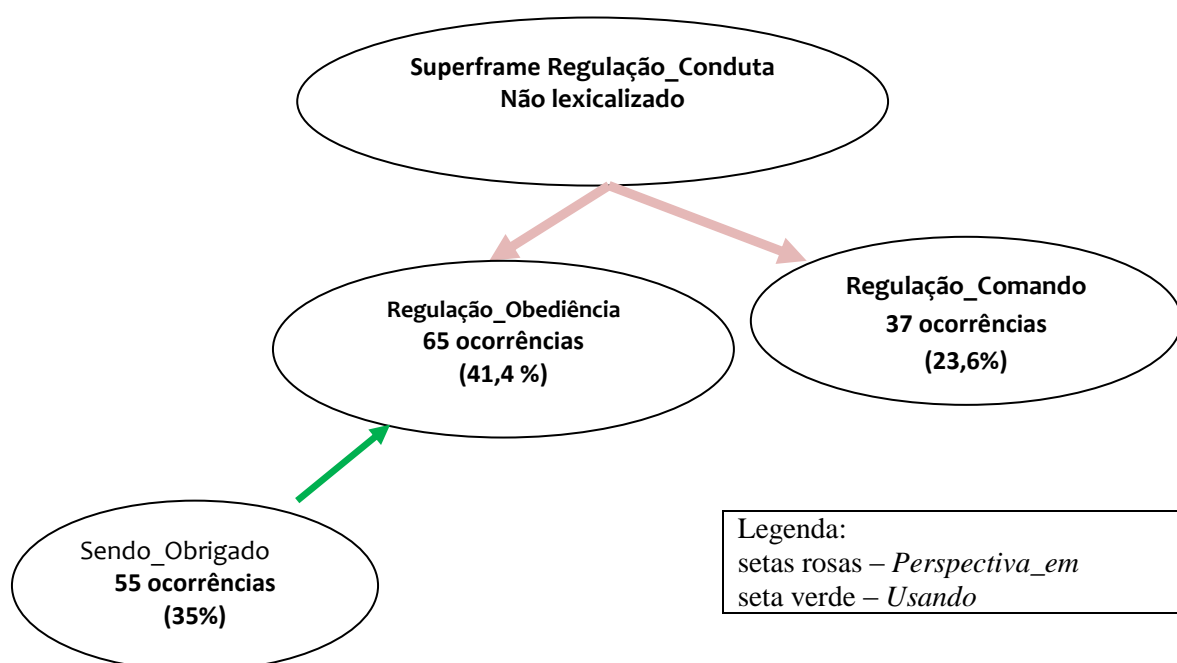 Superframe Regulação_Conduta
Não lexicalizado
Regulação_Obediência
65 ocorrências
(41,4 %)
Regulação_Comando
37 ocorrências
(23,6%)
Sendo_Obrigado
55 ocorrências
(35%)
Legenda:
setas rosas – Perspectiva_em
seta verde – Usando